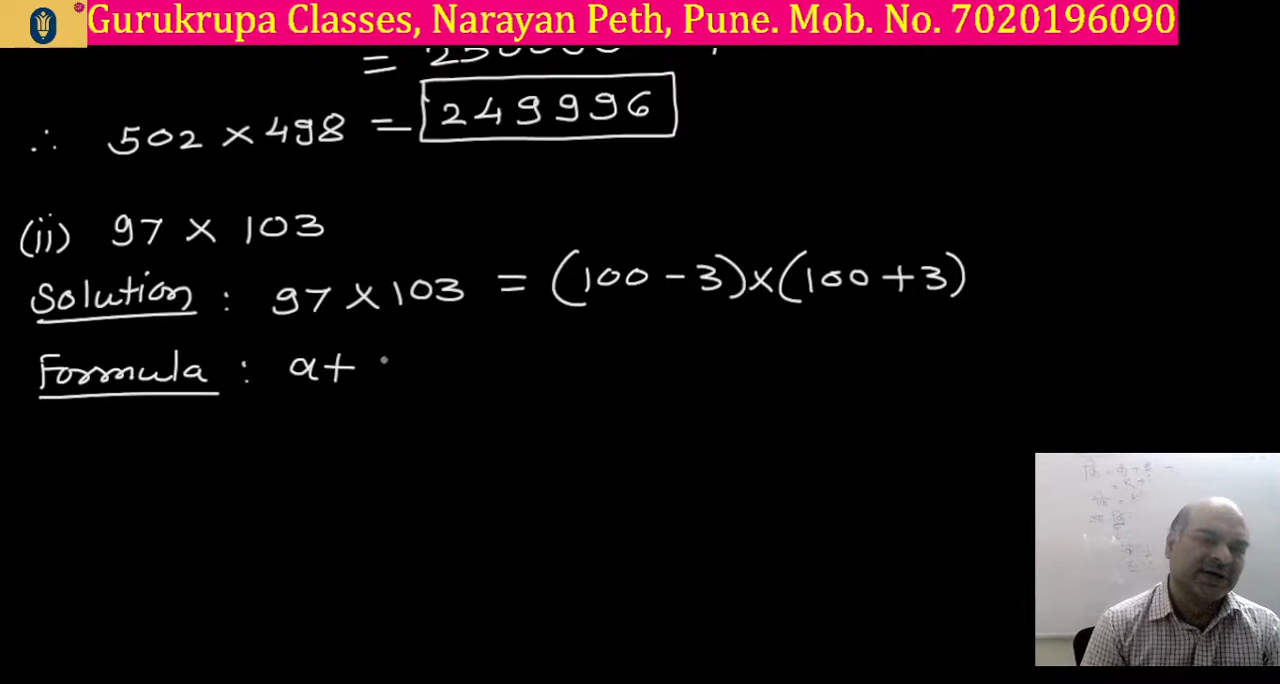 Gurukrupa Classes, Narayan Peth, Pune. Mob. No. 7020196090
=
∴ 502 × 498 = 249996
(ii) 97 × 103
Solution : 97 × 103 = (100 - 3) × (100 + 3)
Formula : a+